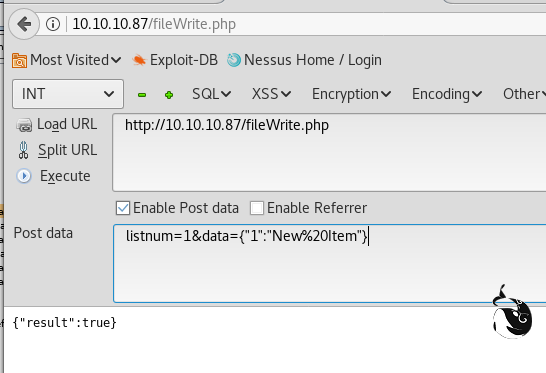 10.10.10.87/fileWrite.php
Most Visited Exploit-DB Nessus Home / Login
INT SQL XSS Encryption Encoding Other
Load URL http://10.10.10.87/fileWrite.php
Split URL
Execute
Enable Post data Enable Referrer
Post data listnum=1&data={"1":"New%20Item"}
{"result":true}